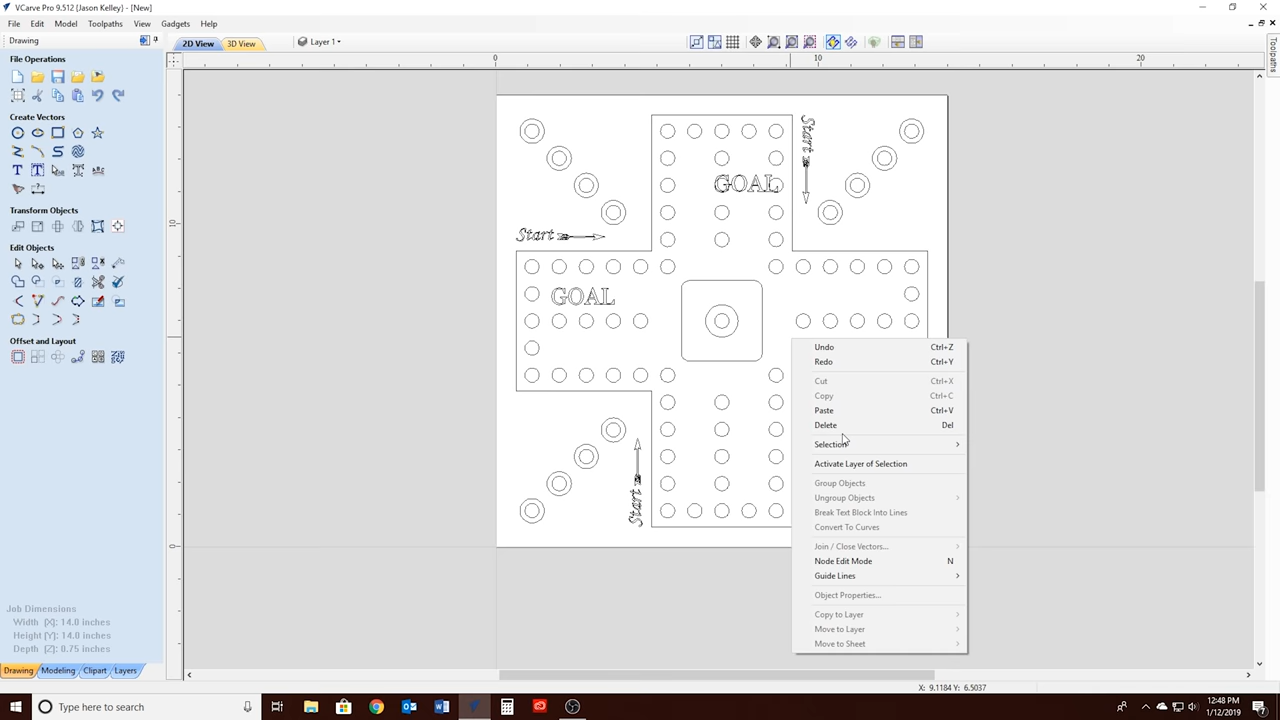 VCarve Pro 9.512 {Jason Kelley} - [New]
File Edit Model Toolpaths View Gadgets Help
Drawing
2D View 3D View Layer 1
Toolpaths
File Operations
Create Vectors
Transform Objects
Edit Objects
Offset and Layout
0 10 20
10
0
Start
GOAL
Start
GOAL
Start
Undo Ctrl+Z
Redo Ctrl+Y
Cut Ctrl+X
Copy Ctrl+C
Paste Ctrl+V
Delete Del
Selection
Activate Layer of Selection
Group Objects
Ungroup Objects
Break Text Block Into Lines
Convert To Curves
Join / Close Vectors...
Node Edit Mode N
Guide Lines
Object Properties...
Copy to Layer
Move to Layer
Move to Sheet
Job Dimensions
Width (X): 14.0 inches
Height (Y): 14.0 inches
Depth (Z): 0.75 inches
Drawing Modeling Clipart Layers
X: 9.1184 Y: 6.5037
Type here to search
12:48 PM
1/12/2019